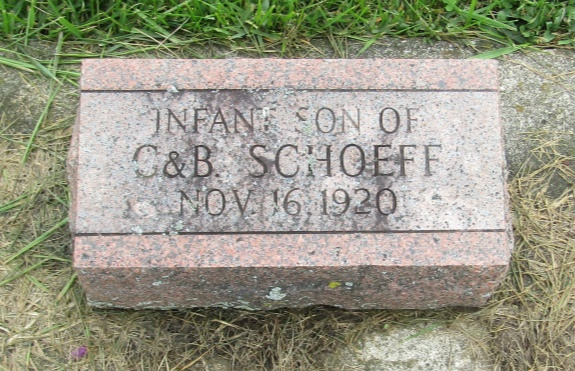 INFANT SON OF
C&B. SCHOEFF
NOV. 16, 1920